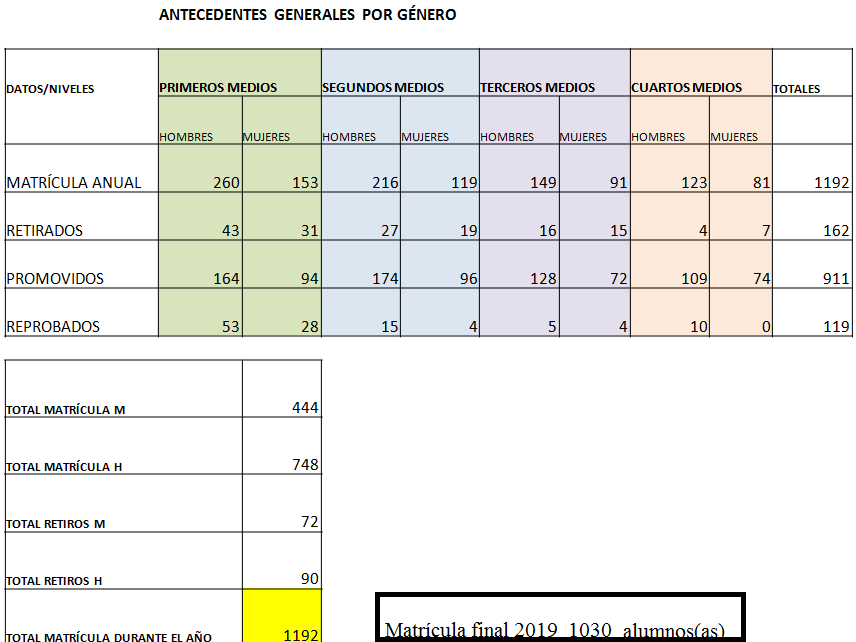 ANTECEDENTES GENERALES POR GÉNERO
DATOS/NIVELES PRIMEROS MEDIOS SEGUNDOS MEDIOS TERCEROS MEDIOS CUARTOS MEDIOS TOTALES
HOMBRES MUJERES HOMBRES MUJERES HOMBRES MUJERES HOMBRES MUJERES
MATRÍCULA ANUAL 260 153 216 119 149 91 123 81 1192
RETIRADOS 43 31 27 19 16 15 4 7 162
PROMOVIDOS 164 94 174 96 128 72 109 74 911
REPROBADOS 53 28 15 4 5 4 10 0 119
TOTAL MATRÍCULA M 444
TOTAL MATRÍCULA H 748
TOTAL RETIROS M 72
TOTAL RETIROS H 90
TOTAL MATRÍCULA DURANTE EL AÑO 1192
Matrícula final 2019 1030 alumnos(as)